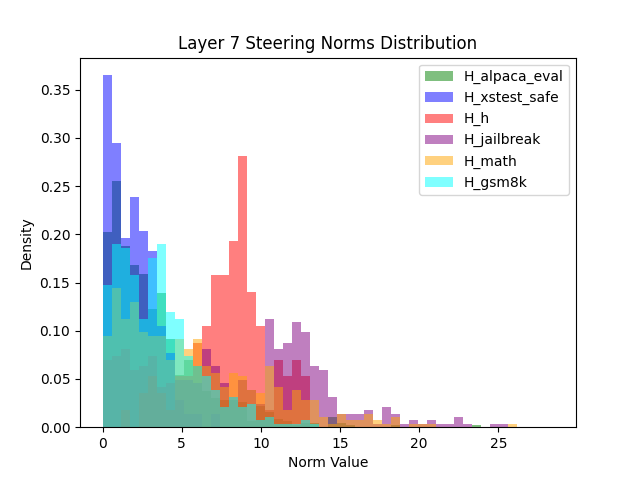 Layer 7 Steering Norms Distribution
H_alpaca_eval
H_xstest_safe
H_h
H_jailbreak
H_math
H_gsm8k
Density
0.35
0.30
0.25
0.20
0.15
0.10
0.05
0.00
0 5 10 15 20 25
Norm Value